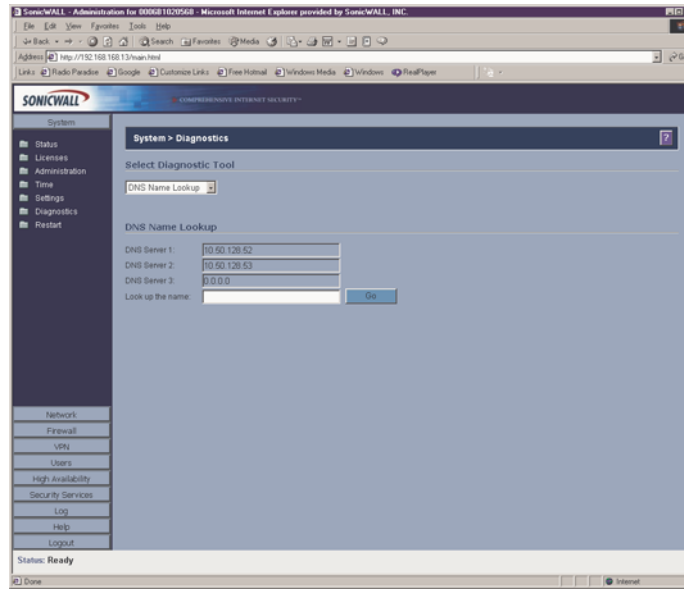 SonicWALL - Administration for 000681020568 - Microsoft Internet Explorer provided by SonicWALL, INC.
File Edit View Favorites Tools Help
Back Search Favorites Media
Address http://192.168.168.13/main.html
Links Rado Paradise Google Customize Links Free Hotmail Windows Media Windows RealPlayer
SONICWALL
COMPREHENSIVE INTERNET SECURITY
System
Status
Licenses
Administration
Time
Settings
Diagnostics
Restart
System > Diagnostics
?
Select Diagnostic Tool
DNS Name Lookup
DNS Name Lookup
DNS Server 1: 10.50.128.52
DNS Server 2: 10.50.128.53
DNS Server 3: 0.0.0.0
Look up the name: Go
Network
Firewall
VPN
Users
High Availability
Security Services
Log
Help
Logout
Status: Ready
Done
Internet